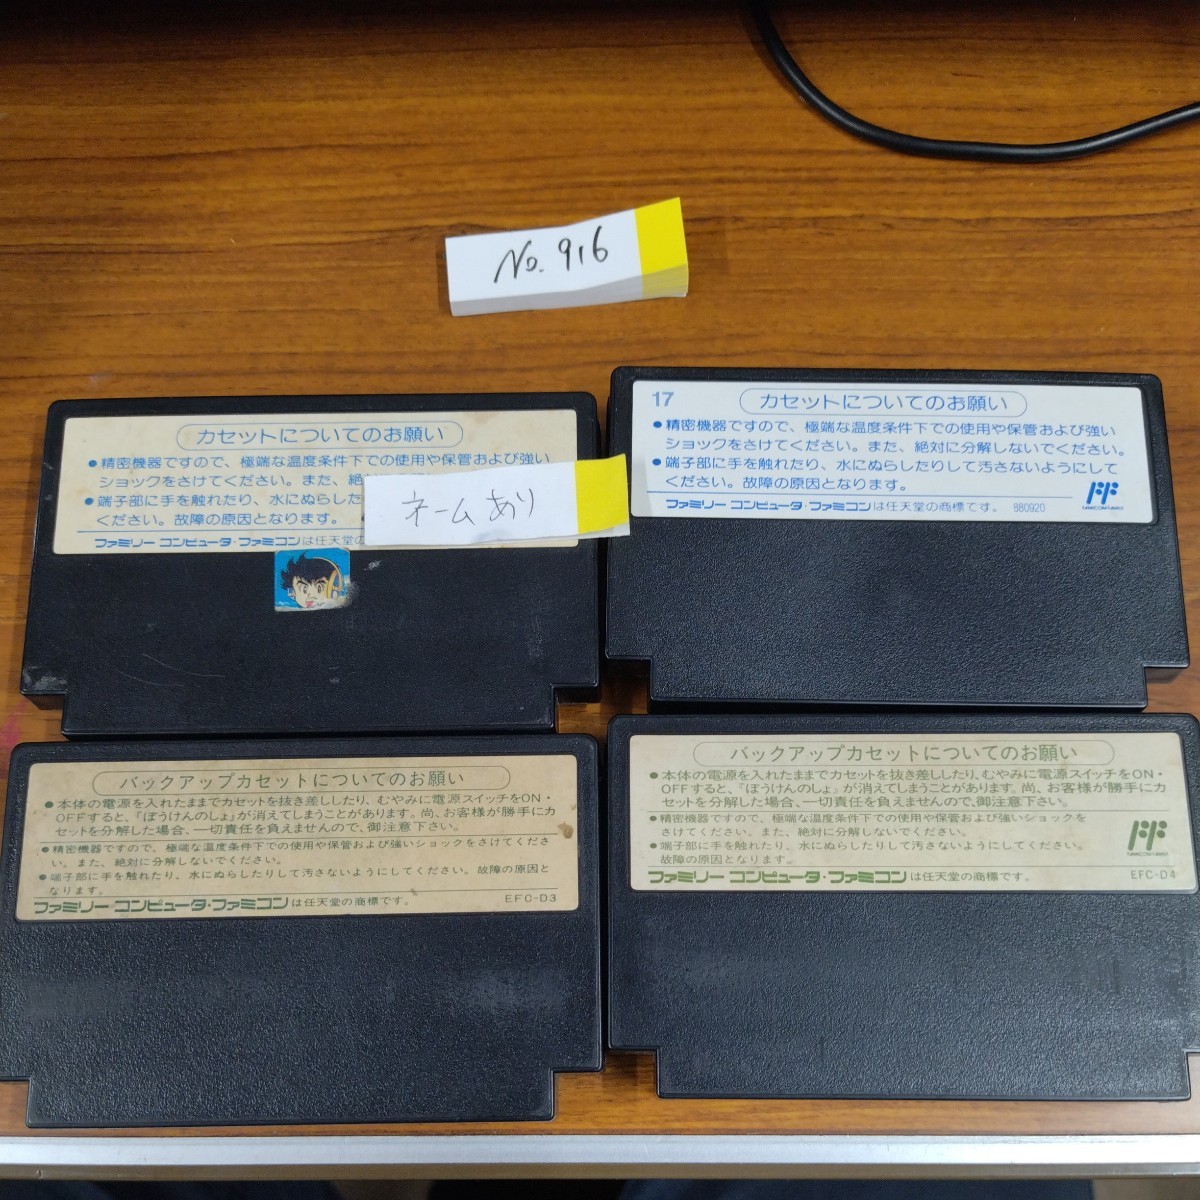 No. 916
カセットについてのお願い
●精密機器ですので、極端な温度条件下での使用や保管および強い
ショックをさけてください。また、絶
●端子部に手を触れたり、水にぬらした
ください。故障の原因となります。
ファミリー コンピュータ・ファミコンは任天堂の
ネームあり
17
カセットについてのお願い
●精密機器ですので、極端な温度条件下での使用や保管および強い
ショックをさけてください。また、絶対に分解しないでください。
●端子部に手を触れたり、水にぬらしたりして汚さないようにして
ください。故障の原因となります。
ファミリー コンピュータ・ファミコンは任天堂の商標です。 880920
バックアップカセットについてのお願い
●本体の電源を入れたままでカセットを抜き差ししたり、むやみに電源スイッチをON・
OFFすると、『ぼうけんのしょ』が消えてしまうことがあります。尚、お客様が勝手にカ
セットを分解した場合、一切責任を負えませんので、御注意下さい。
●精密機器ですので、極端な温度条件下での使用や保管および強いショックをさけてくださ
い。また、絶対に分解しないでください。
●端子部に手を触れたり、水にぬらしたりして汚さないようにしてください。故障の原因と
なります。
ファミリー コンピュータ・ファミコンは任天堂の商標です。 EFC-D3
バックアップカセットについてのお願い
●本体の電源を入れたままでカセットを抜き差ししたり、むやみに電源スイッチをON・
OFFすると、『ぼうけんのしょ』が消えてしまうことがあります。尚、お客様が勝手にカ
セットを分解した場合、一切責任を負えませんので、御注意下さい。
●精密機器ですので、極端な温度条件下での使用や保管および強いショックを
さけてください。また、絶対に分解しないでください。
●端子部に手を触れたり、水にぬらしたりして汚さないようにしてください。
故障の原因となります。
ファミリー コンピュータ・ファミコンは任天堂の商標です。 EFC-D4